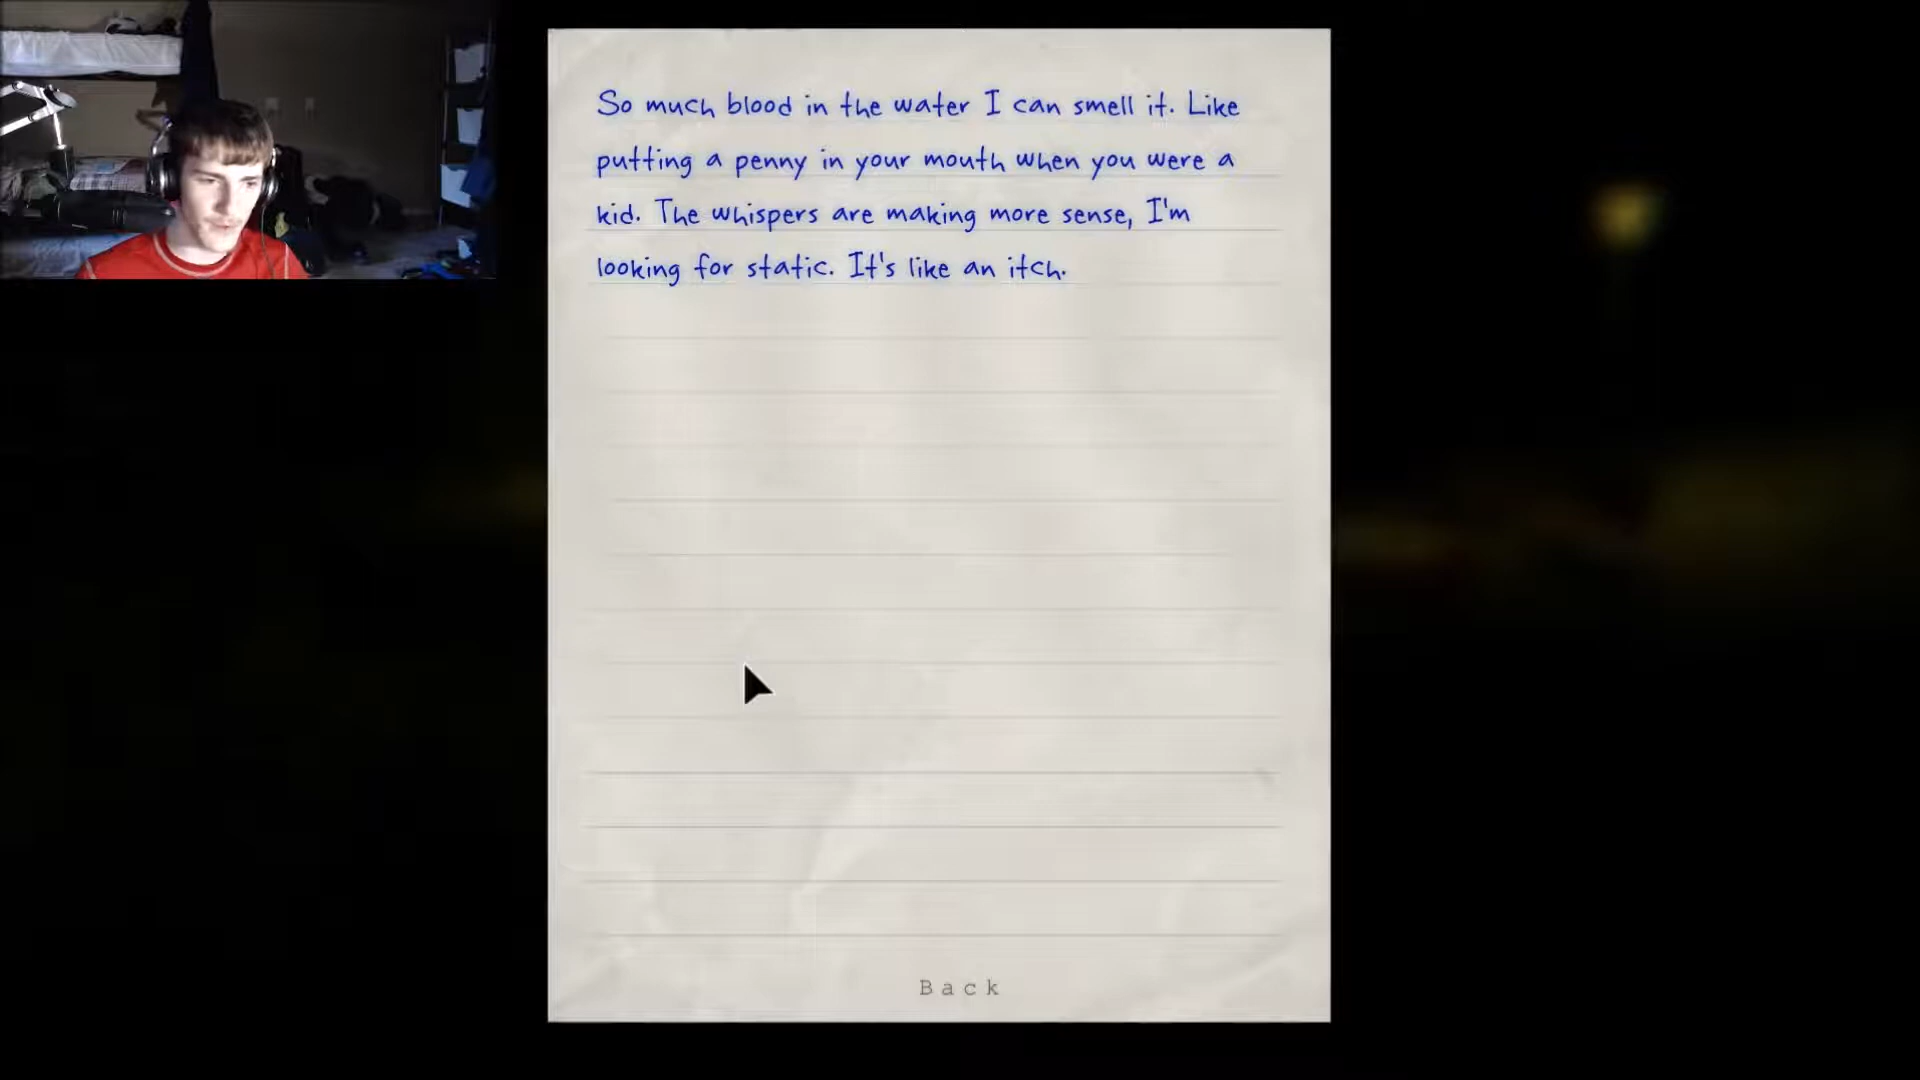 So much blood in the water I can smell it. Like
putting a penny in your mouth when you were a
kid. The whispers are making more sense, I'm
looking for static. It's like an itch.
Back